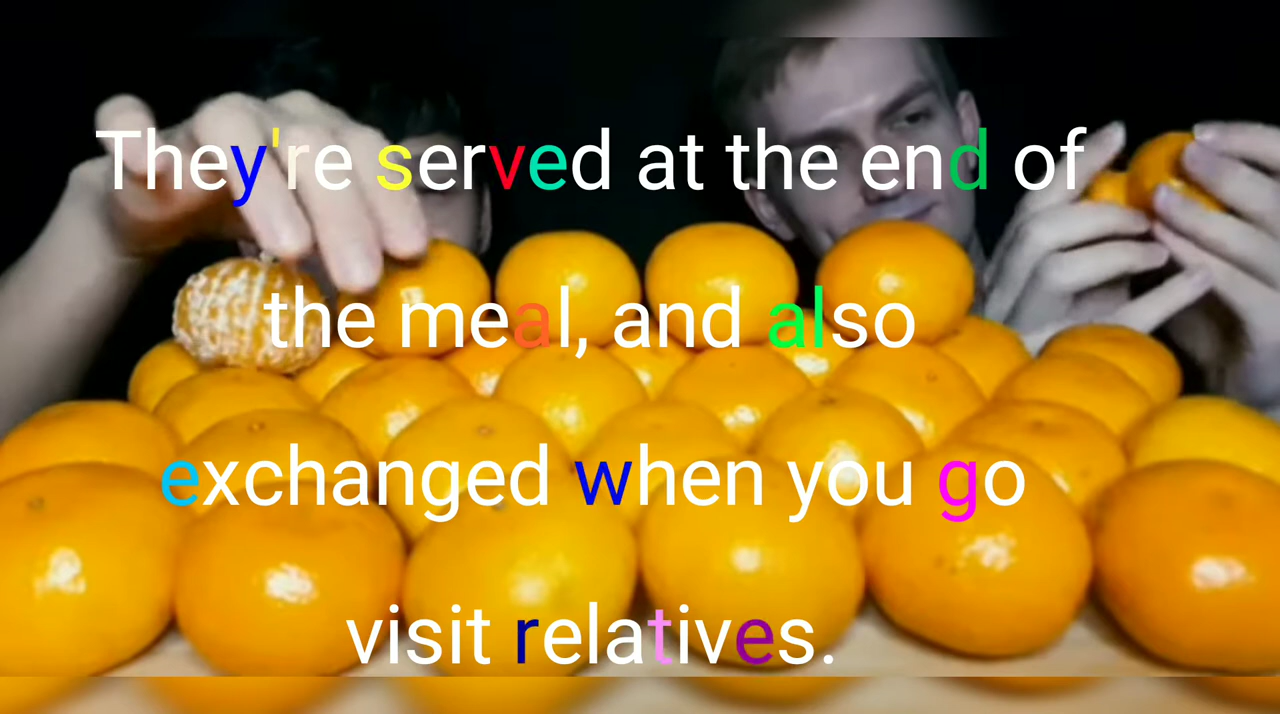 They're served at the end of
the meal, and also
exchanged when you go
visit relatives.